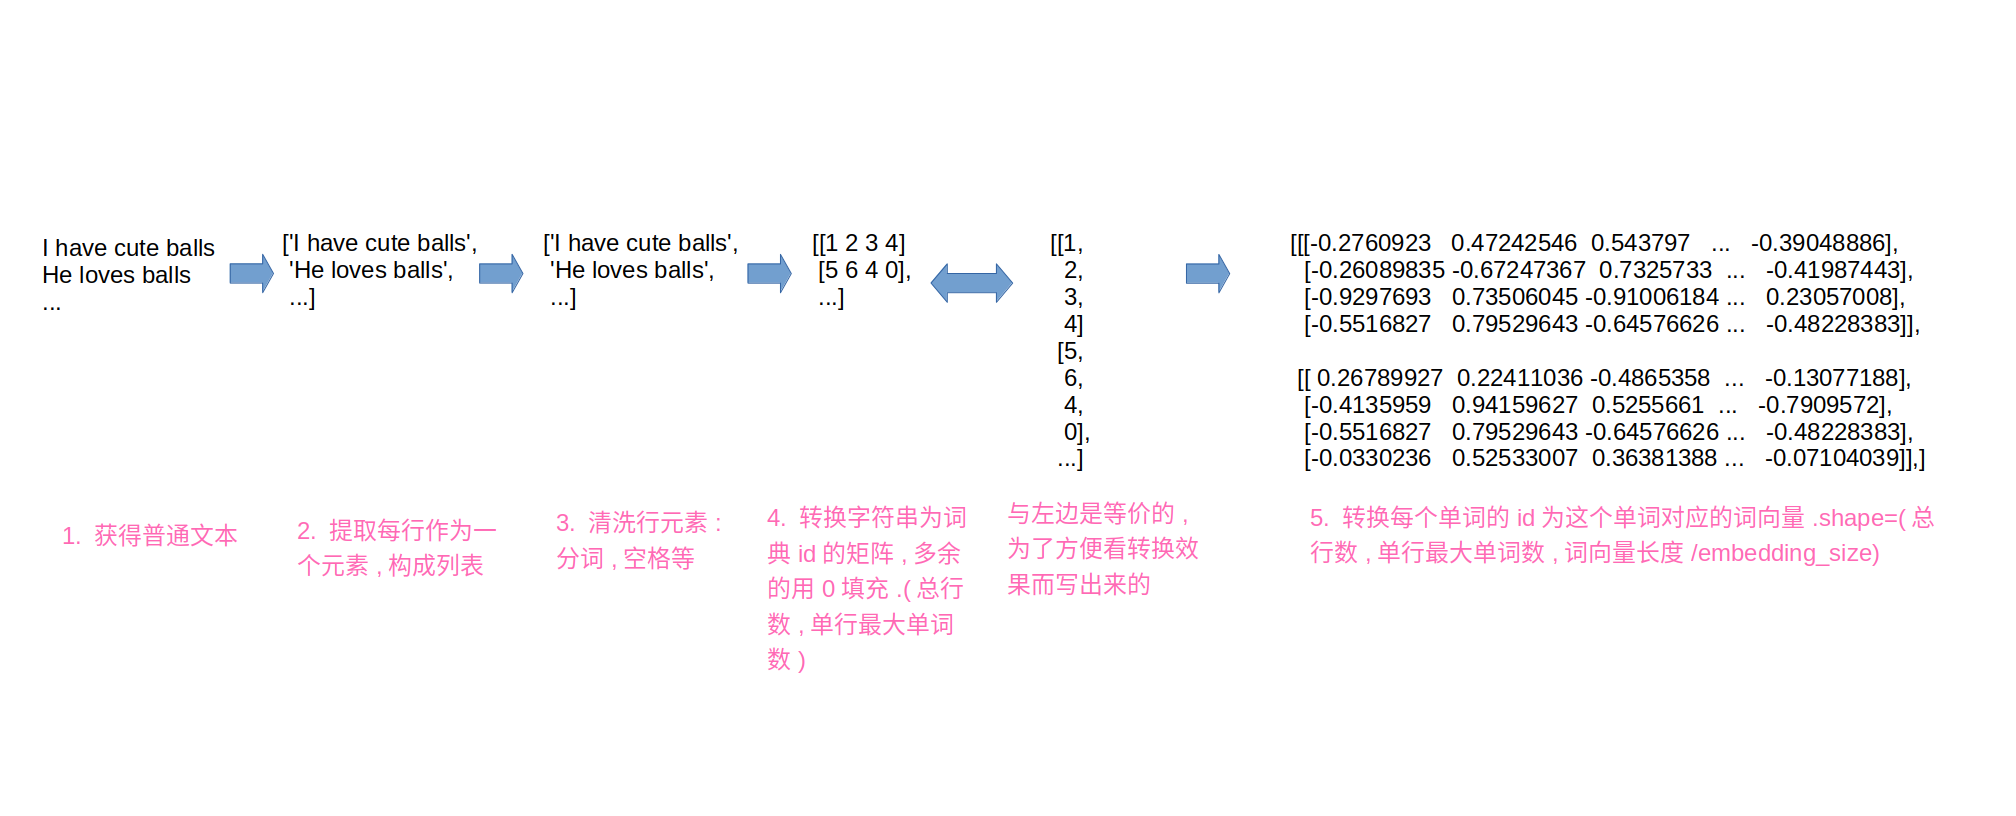 I have cute balls
He loves balls
...
['I have cute balls',
'He loves balls',
...]
['I have cute balls',
'He loves balls',
...]
[[1 2 3 4]
[5 6 4 0],
...]
[[1,
2,
3,
4]
[5,
6,
4,
0],
...]
[[[-0.2760923 0.47242546 0.543797 ... -0.39048886],
[-0.26089835 -0.67247367 0.7325733 ... -0.41987443],
[-0.9297693 0.73506045 -0.91006184 ... 0.23057008],
[-0.5516827 0.79529643 -0.64576626 ... -0.48228383]],
[[ 0.26789927 0.22411036 -0.4865358 ... -0.13077188],
[-0.4135959 0.94159627 0.5255661 ... -0.7909572],
[-0.5516827 0.79529643 -0.64576626 ... -0.48228383],
[-0.0330236 0.52533007 0.36381388 ... -0.07104039]],]
1. 获得普通文本
2. 提取每行作为一
个元素 , 构成列表
3. 清洗行元素 :
分词 , 空格等
4. 转换字符串为词
典 id 的矩阵 , 多余
的用 0 填充 .( 总行
数 , 单行最大单词
数 )
与左边是等价的 ,
为了方便看转换效
果而写出来的
5. 转换每个单词的 id 为这个单词对应的词向量 .shape=( 总
行数 , 单行最大单词数 , 词向量长度 /embedding_size)